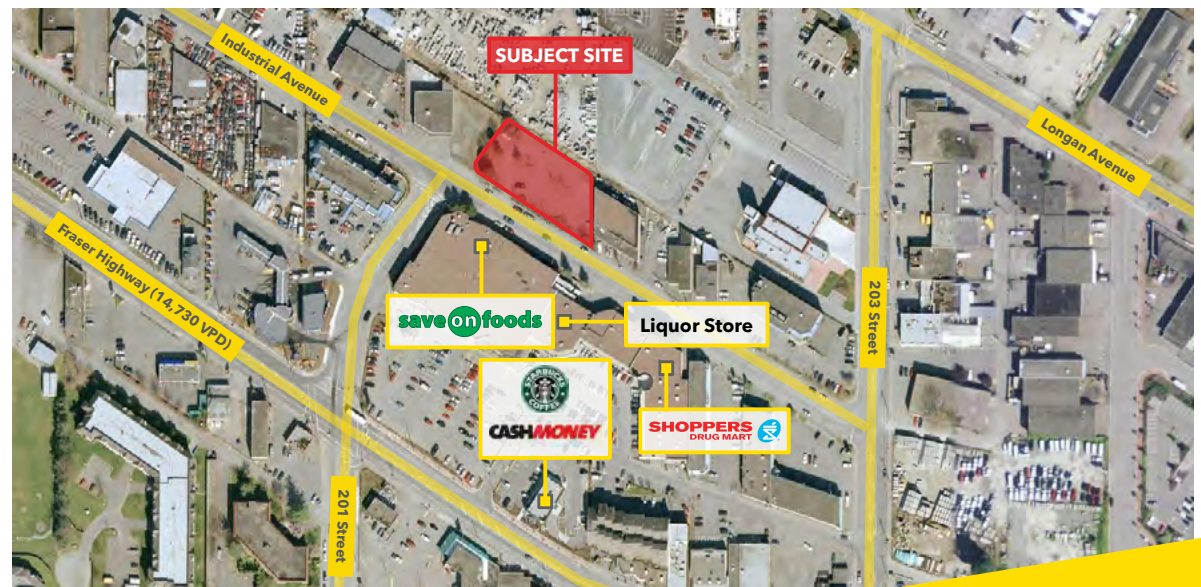 SUBJECT SITE
Industrial Avenue
Longan Avenue
Fraser Highway (14,730 VPD)
203 Street
save on foods
Liquor Store
STARBUCKS
COFFEE
CASHMONEY
SHOPPERS
DRUG MART
201 Street